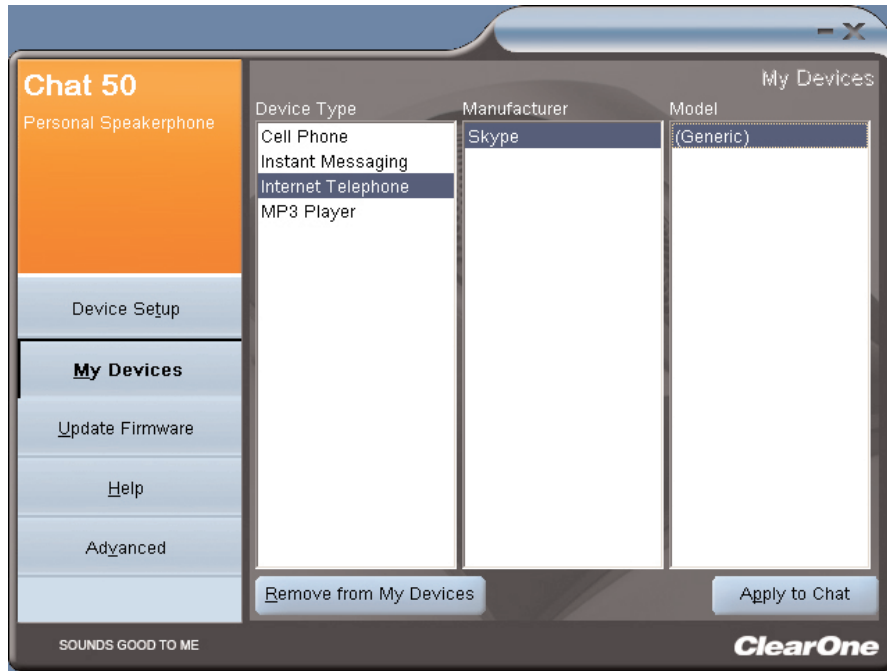 Chat 50
Personal Speakerphone
My Devices
Device Type
Manufacturer
Model
Cell Phone
Instant Messaging
Internet Telephone
MP3 Player
Skype
(Generic)
Device Setup
My Devices
Update Firmware
Help
Advanced
Remove from My Devices
Apply to Chat
SOUNDS GOOD TO ME
ClearOne